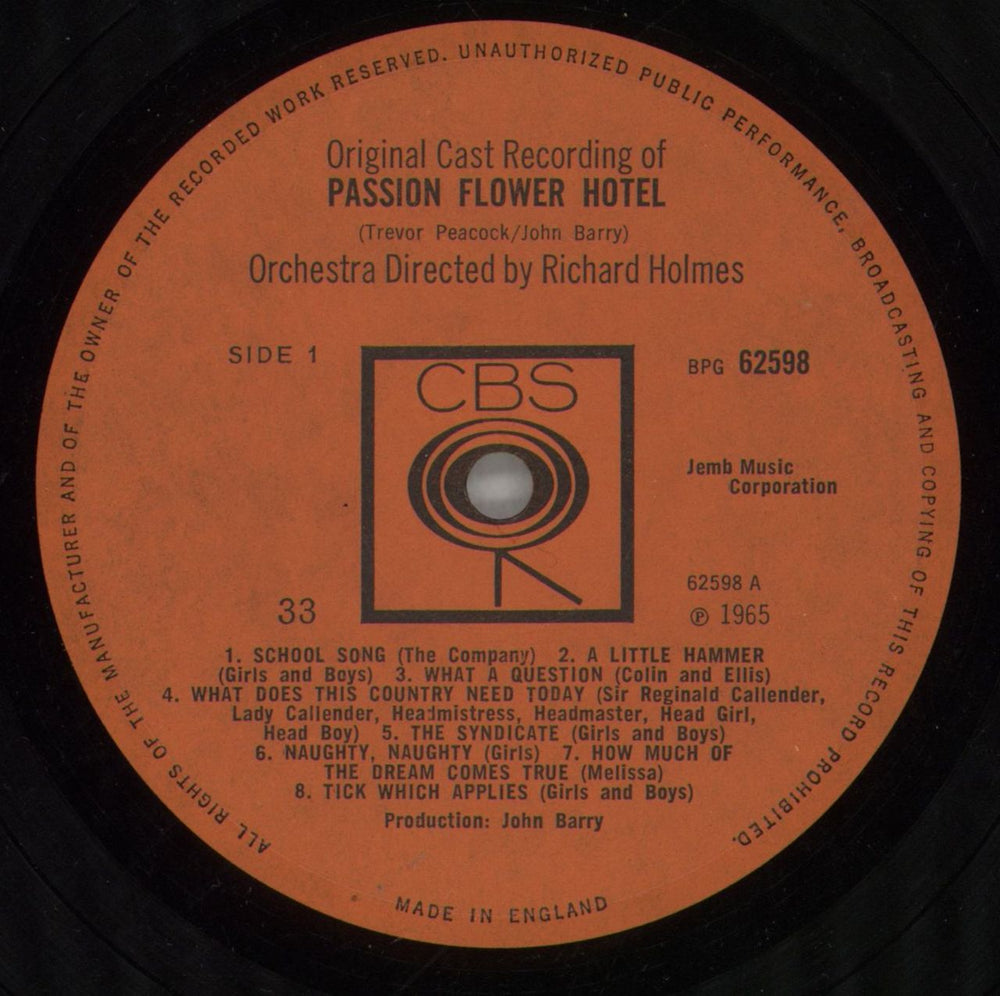 ALL RIGHTS OF THE MANUFACTURER AND OF THE OWNER OF THE RECORDED WORK RESERVED. UNAUTHORIZED PUBLIC PERFORMANCE, BROADCASTING AND COPYING OF THIS RECORD PROHIBITED.
Original Cast Recording of
PASSION FLOWER HOTEL
(Trevor Peacock/John Barry)
Orchestra Directed by Richard Holmes
SIDE 1
BPG 62598
CBS
Jemb Music
Corporation
62598 A
33
℗ 1965
1. SCHOOL SONG (The Company) 2. A LITTLE HAMMER
(Girls and Boys) 3. WHAT A QUESTION (Colin and Ellis)
4. WHAT DOES THIS COUNTRY NEED TODAY (Sir Reginald Callender,
Lady Callender, Headmistress, Headmaster, Head Girl,
Head Boy) 5. THE SYNDICATE (Girls and Boys)
6. NAUGHTY, NAUGHTY (Girls) 7. HOW MUCH OF
THE DREAM COMES TRUE (Melissa)
8. TICK WHICH APPLIES (Girls and Boys)
Production: John Barry
MADE IN ENGLAND